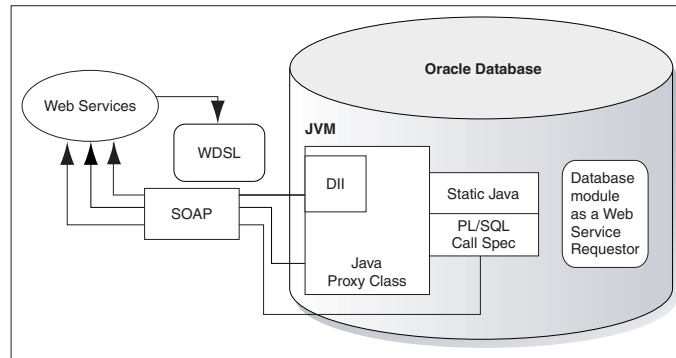 Oracle Database
Web Services
WDSL
JVM
DII
SOAP
Java
Proxy Class
Static Java
PL/SQL
Call Spec
Database
module
as a Web
Service
Requestor